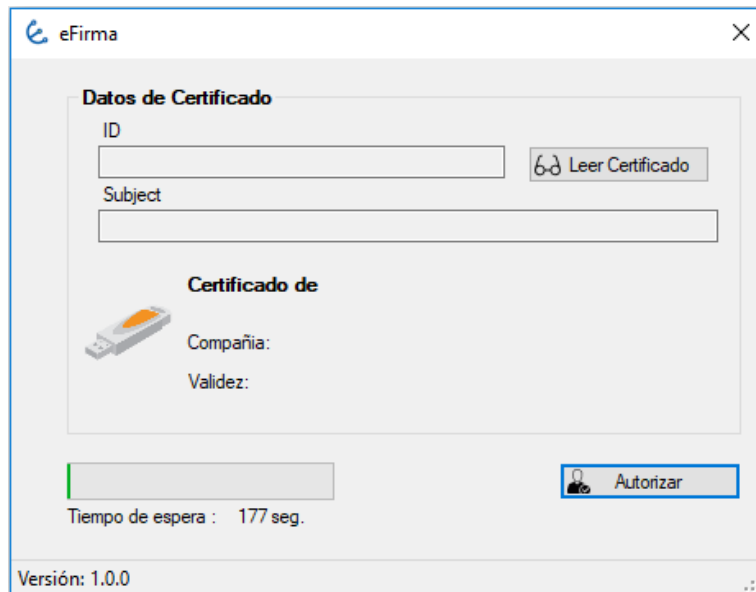 eFirma
Datos de Certificado
ID
Leer Certificado
Subject
Certificado de
Compañia:
Validez:
Autorizar
Tiempo de espera : 177 seg.
Versión: 1.0.0